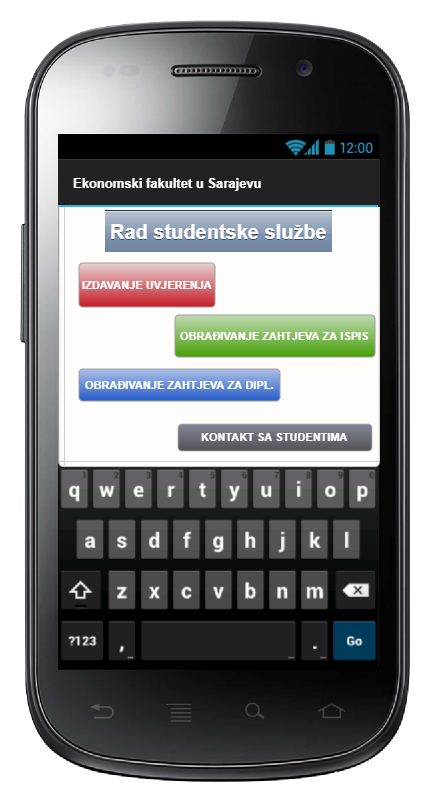 12:00
Ekonomski fakultet u Sarajevu
Rad studentske službe
IZDAVANJE UVJERENJA
OBRAĐIVANJE ZAHTJEVA ZA ISPIS
OBRAĐIVANJE ZAHTJEVA ZA DIPL.
KONTAKT SA STUDENTIMA
q w e r t y u i o p
a s d f g h j k l
z x c v b n m
?123 , . Go